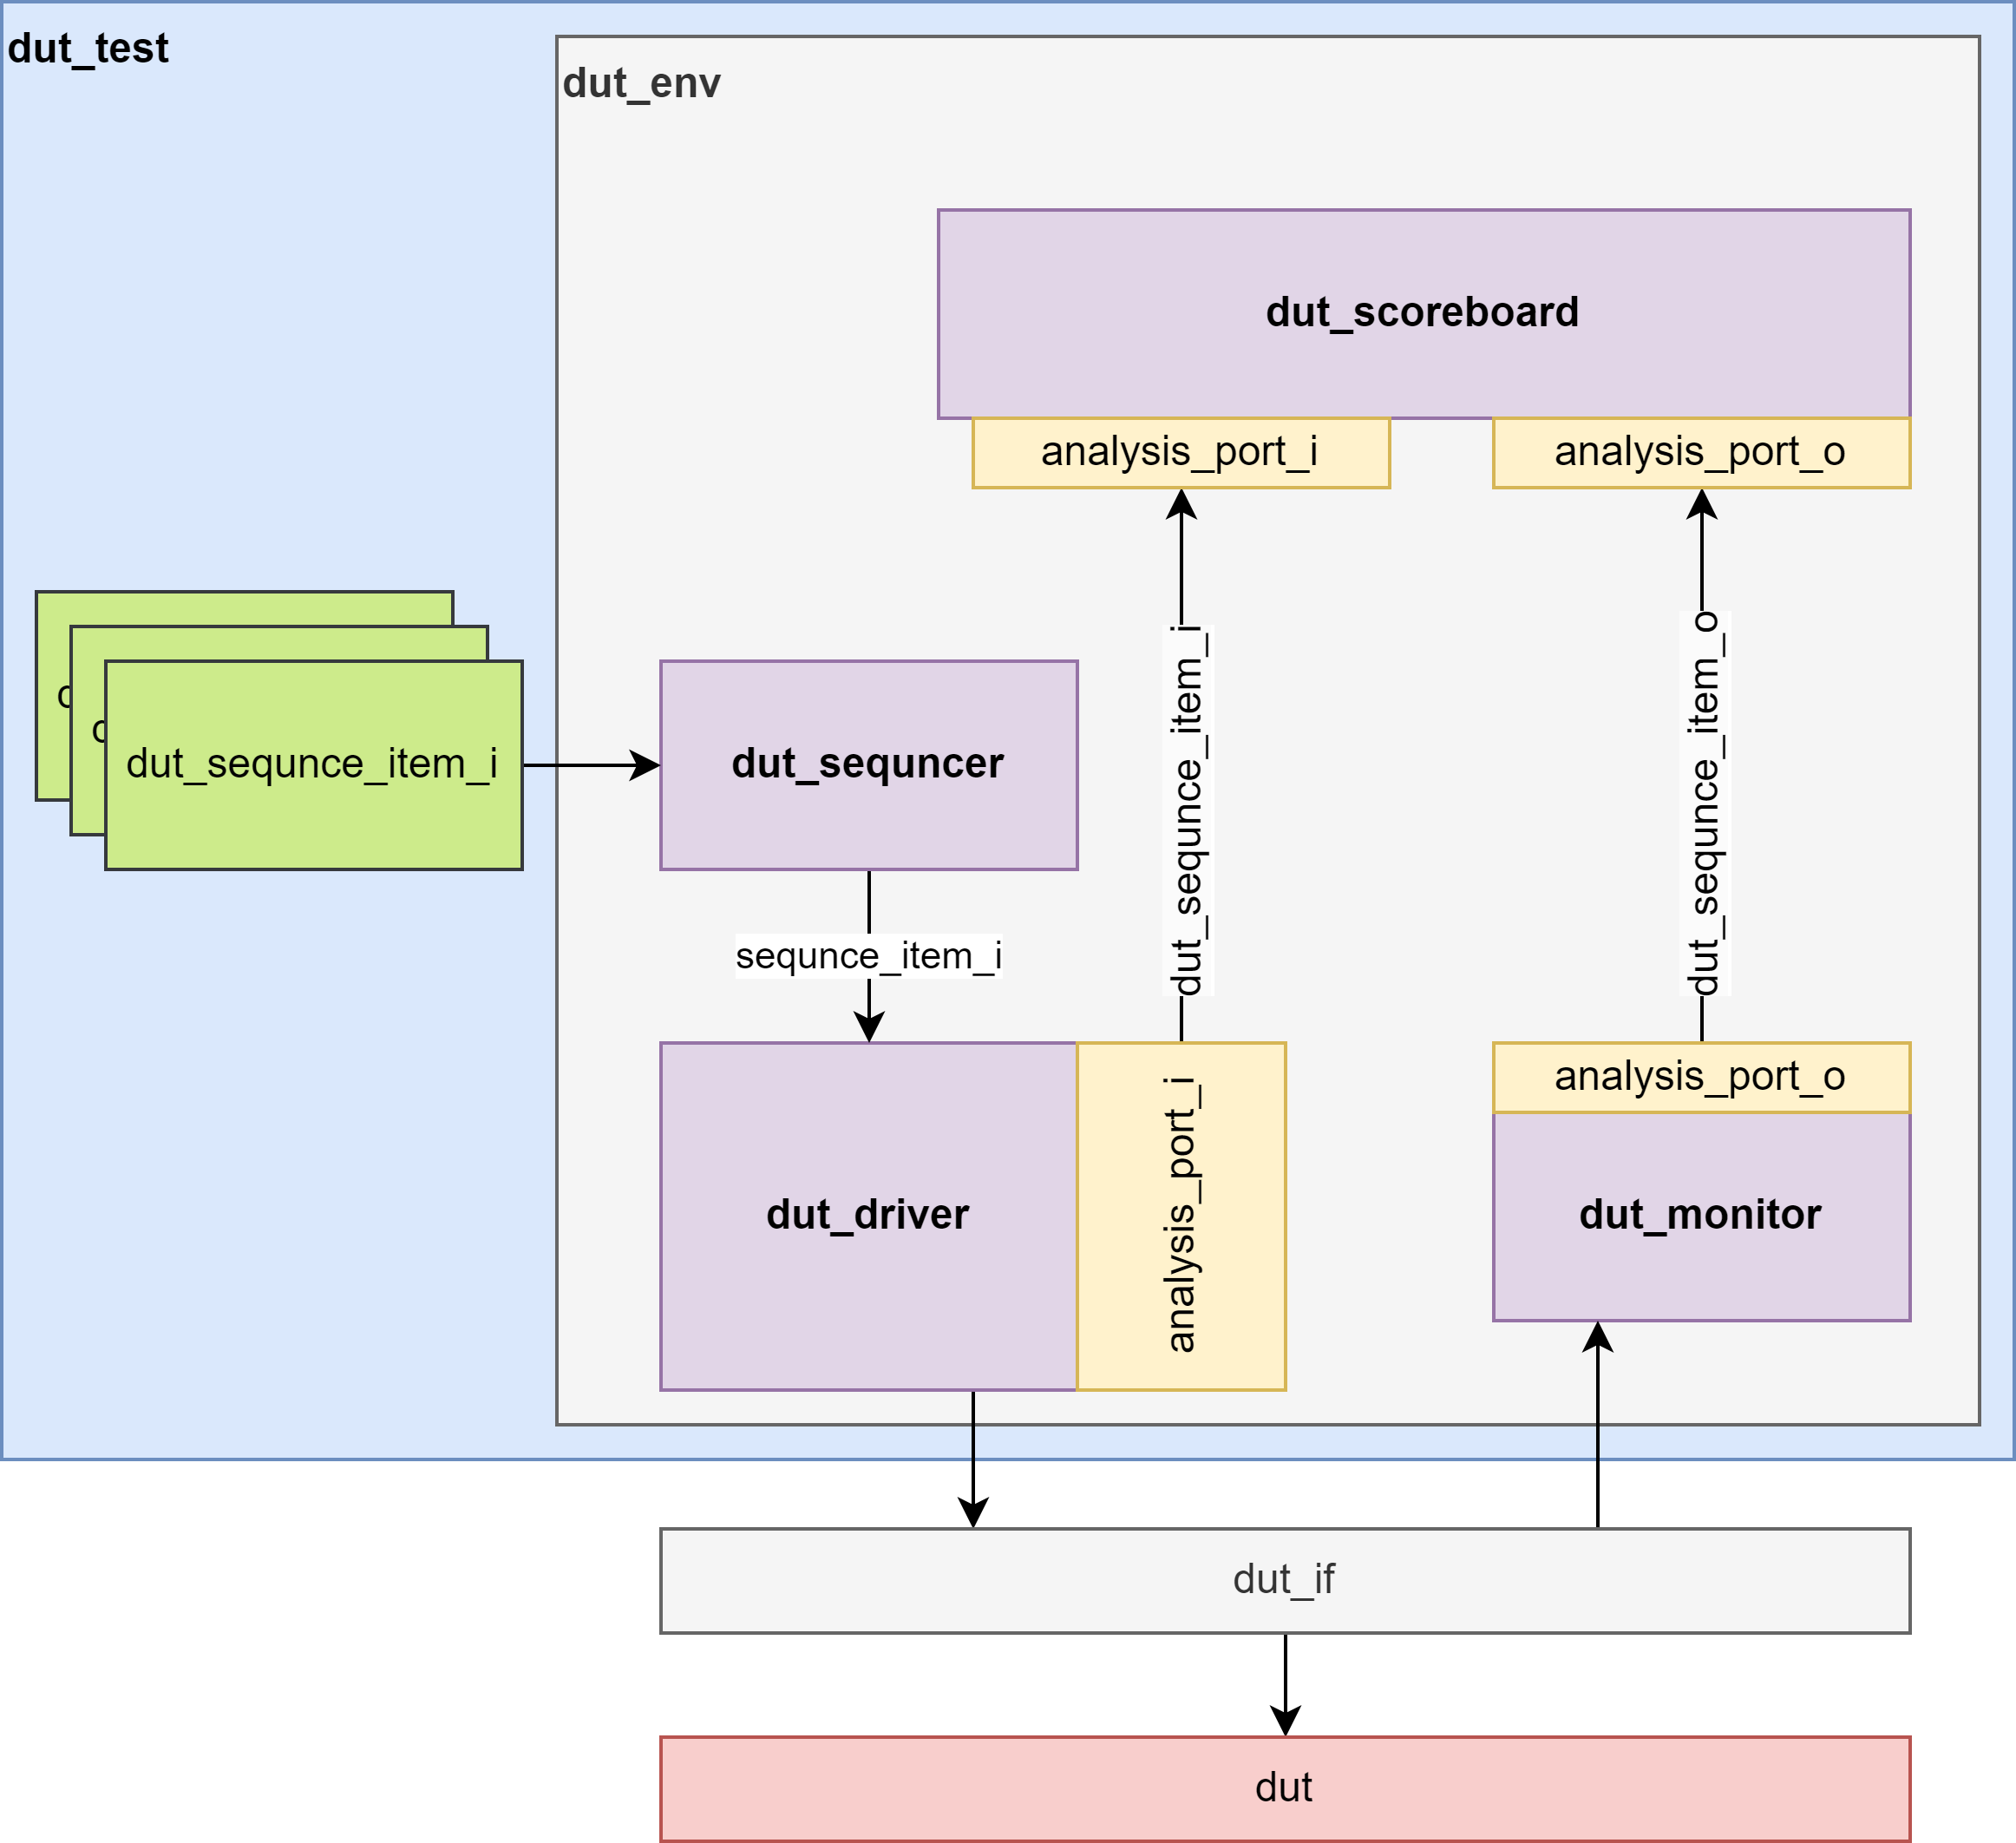 dut_test
dut_env
dut_scoreboard
analysis_port_i
analysis_port_o
dut_sequnce_item_i
dut_sequncer
dut_sequnce_item_i
dut_sequnce_item_o
sequnce_item_i
dut_driver
analysis_port_i
analysis_port_o
dut_monitor
dut_if
dut